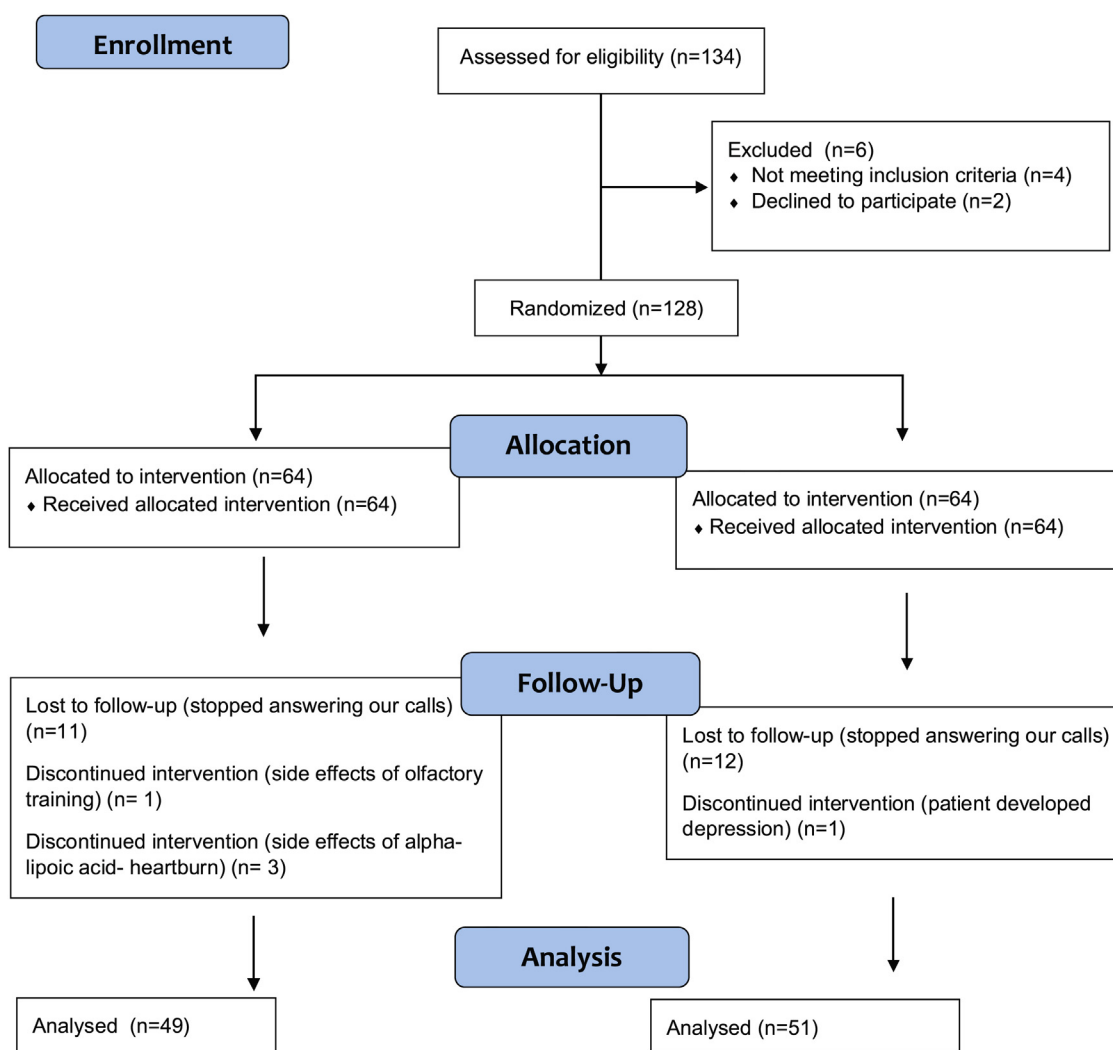 Enrollment
Assessed for eligibility (n=134)
Excluded (n=6)
♦ Not meeting inclusion criteria (n=4)
♦ Declined to participate (n=2)
Randomized (n=128)
Allocation
Allocated to intervention (n=64)
♦ Received allocated intervention (n=64)
Allocated to intervention (n=64)
♦ Received allocated intervention (n=64)
Follow-Up
Lost to follow-up (stopped answering our calls)
(n=11)
Discontinued intervention (side effects of olfactory
training) (n= 1)
Discontinued intervention (side effects of alpha-
lipoic acid- heartburn) (n= 3)
Lost to follow-up (stopped answering our calls)
(n=12)
Discontinued intervention (patient developed
depression) (n=1)
Analysis
Analysed (n=49)
Analysed (n=51)